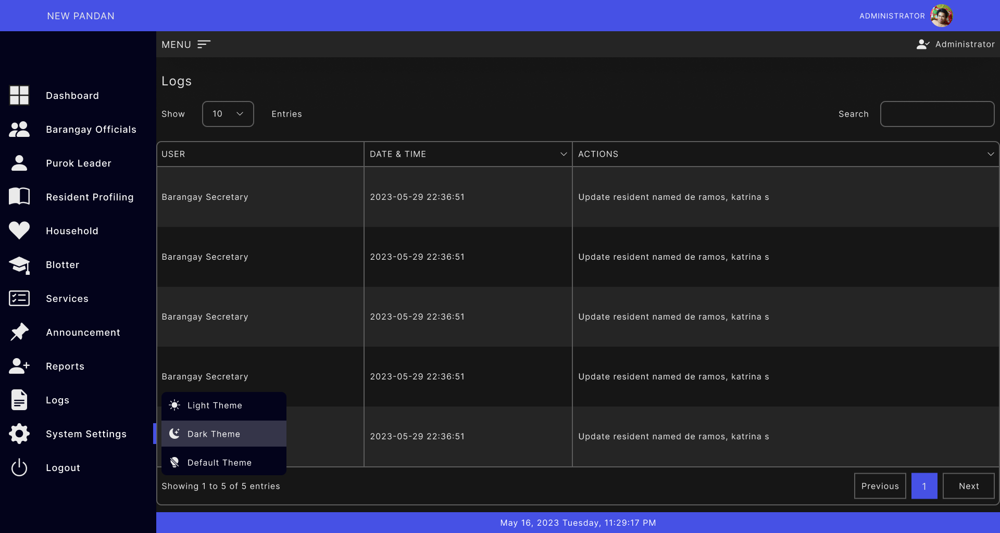 NEW PANDAN
ADMINISTRATOR
MENU
Administrator
Dashboard
Barangay Officials
Purok Leader
Resident Profiling
Household
Blotter
Services
Announcement
Reports
Logs
System Settings
Logout
Logs
Show 10 Entries
Search
USER DATE & TIME ACTIONS
Barangay Secretary 2023-05-29 22:36:51 Update resident named de ramos, katrina s
Barangay Secretary 2023-05-29 22:36:51 Update resident named de ramos, katrina s
Barangay Secretary 2023-05-29 22:36:51 Update resident named de ramos, katrina s
Barangay Secretary 2023-05-29 22:36:51 Update resident named de ramos, katrina s
2023-05-29 22:36:51 Update resident named de ramos, katrina s
Light Theme
Dark Theme
Default Theme
Showing 1 to 5 of 5 entries
Previous 1 Next
May 16, 2023 Tuesday, 11:29:17 PM